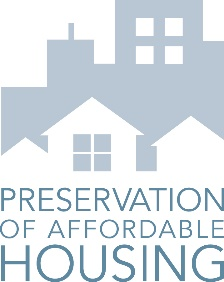 PRESERVATION
OF AFFORDABLE
HOUSING